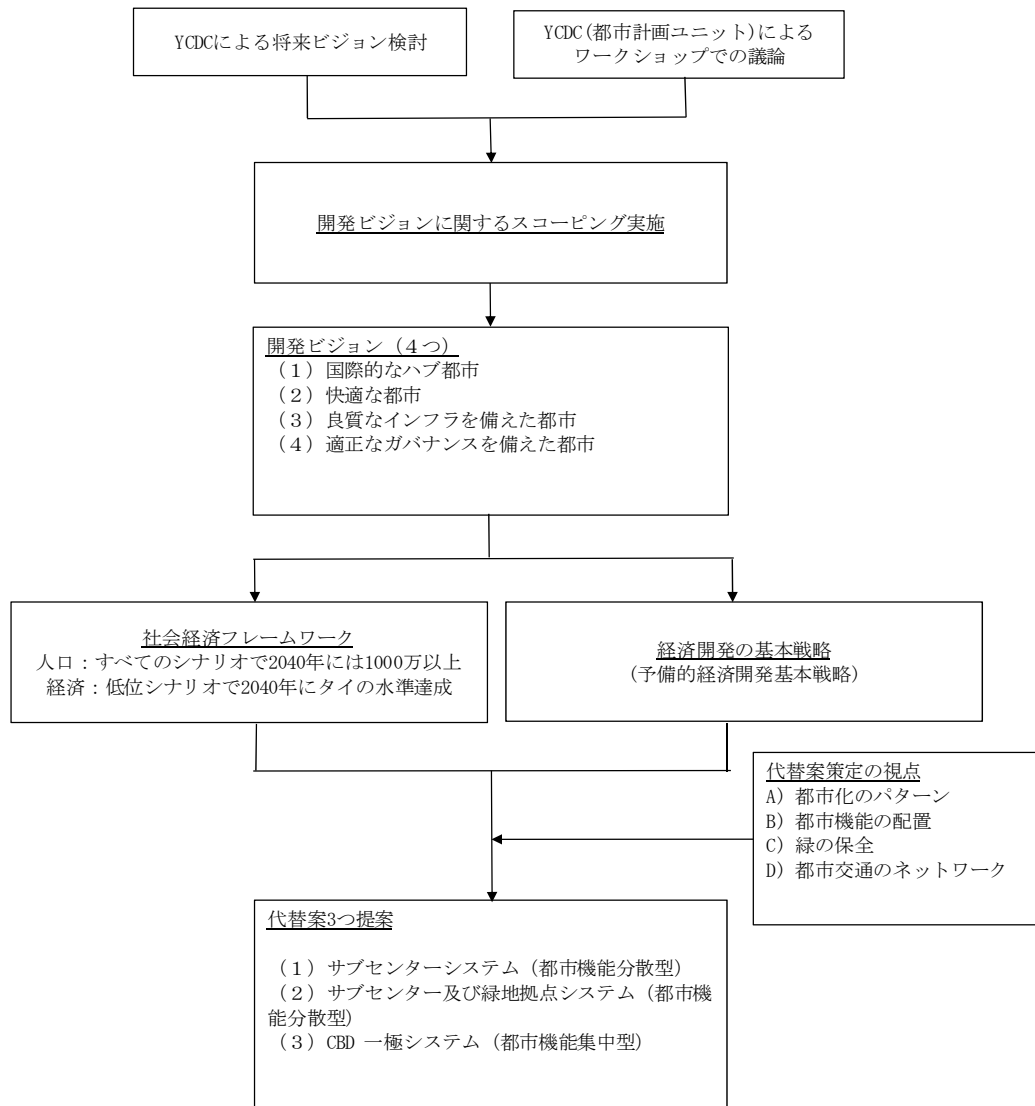 YCDCによる将来ビジョン検討
YCDC(都市計画ユニット)による
ワークショップでの議論
開発ビジョンに関するスコーピング実施
開発ビジョン（４つ）
（１）国際的なハブ都市
（２）快適な都市
（３）良質なインフラを備えた都市
（４）適正なガバナンスを備えた都市
社会経済フレームワーク
人口：すべてのシナリオで2040年には1000万以上
経済：低位シナリオで2040年にタイの水準達成
経済開発の基本戦略
(予備的経済開発基本戦略)
代替案策定の視点
A）都市化のパターン
B）都市機能の配置
C）緑の保全
D）都市交通のネットワーク
代替案3つ提案
（１）サブセンターシステム（都市機能分散型）
（２）サブセンター及び緑地拠点システム（都市機
能分散型）
（３）CBD 一極システム（都市機能集中型）